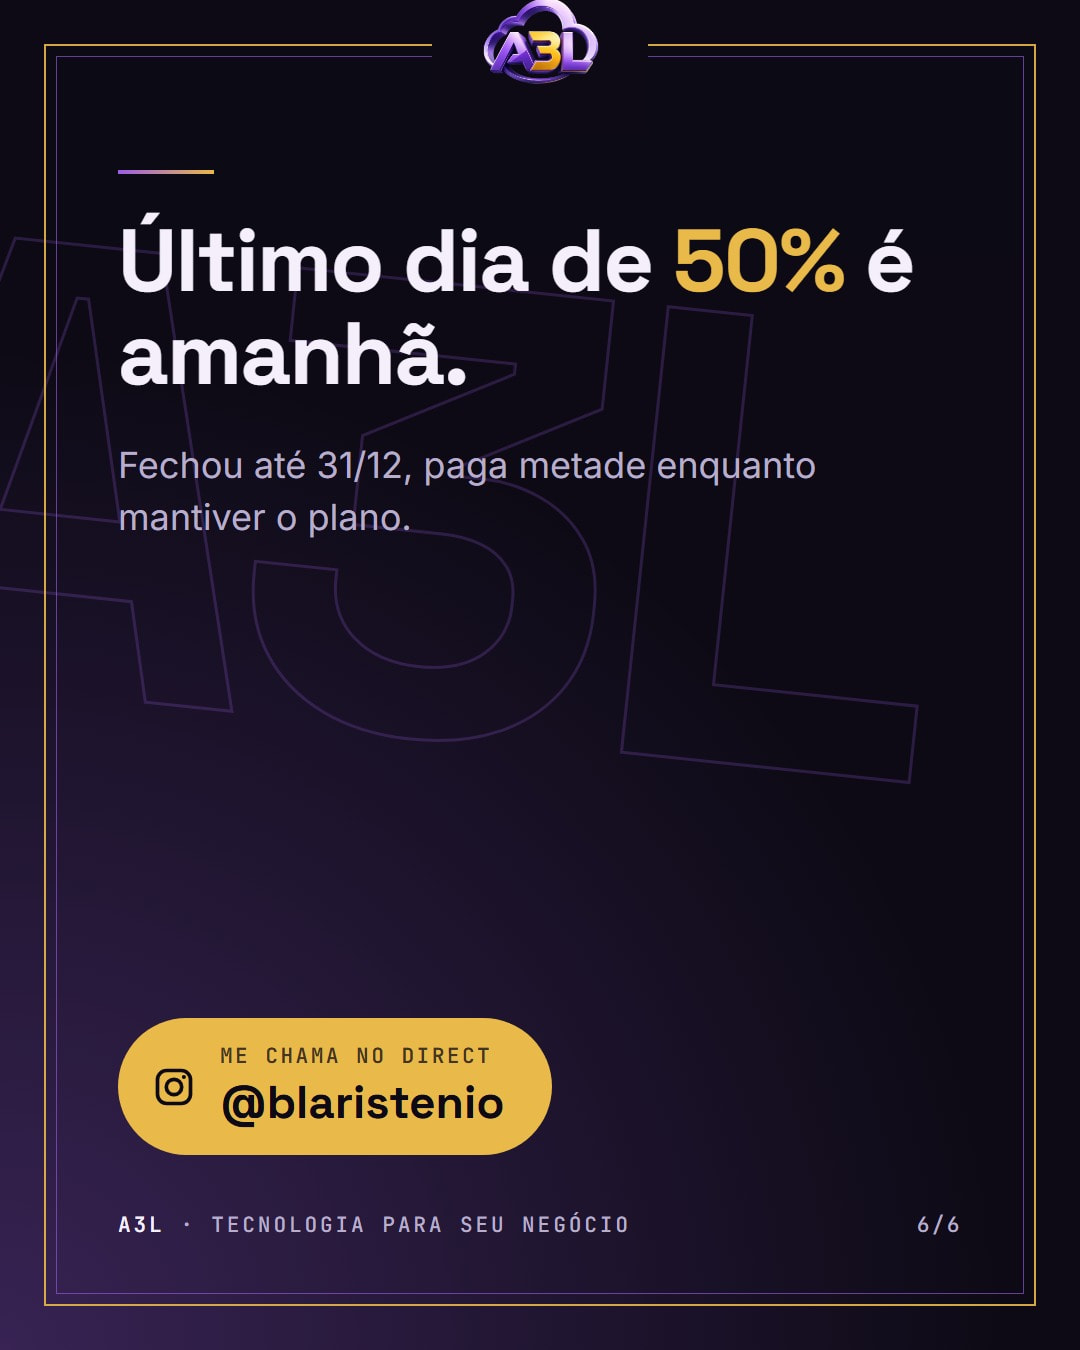 A3L
Último dia de 50% é
amanhã.
Fechou até 31/12, paga metade enquanto
mantiver o plano.
A3L
ME CHAMA NO DIRECT
@blaristenio
A3L · TECNOLOGIA PARA SEU NEGÓCIO
6/6